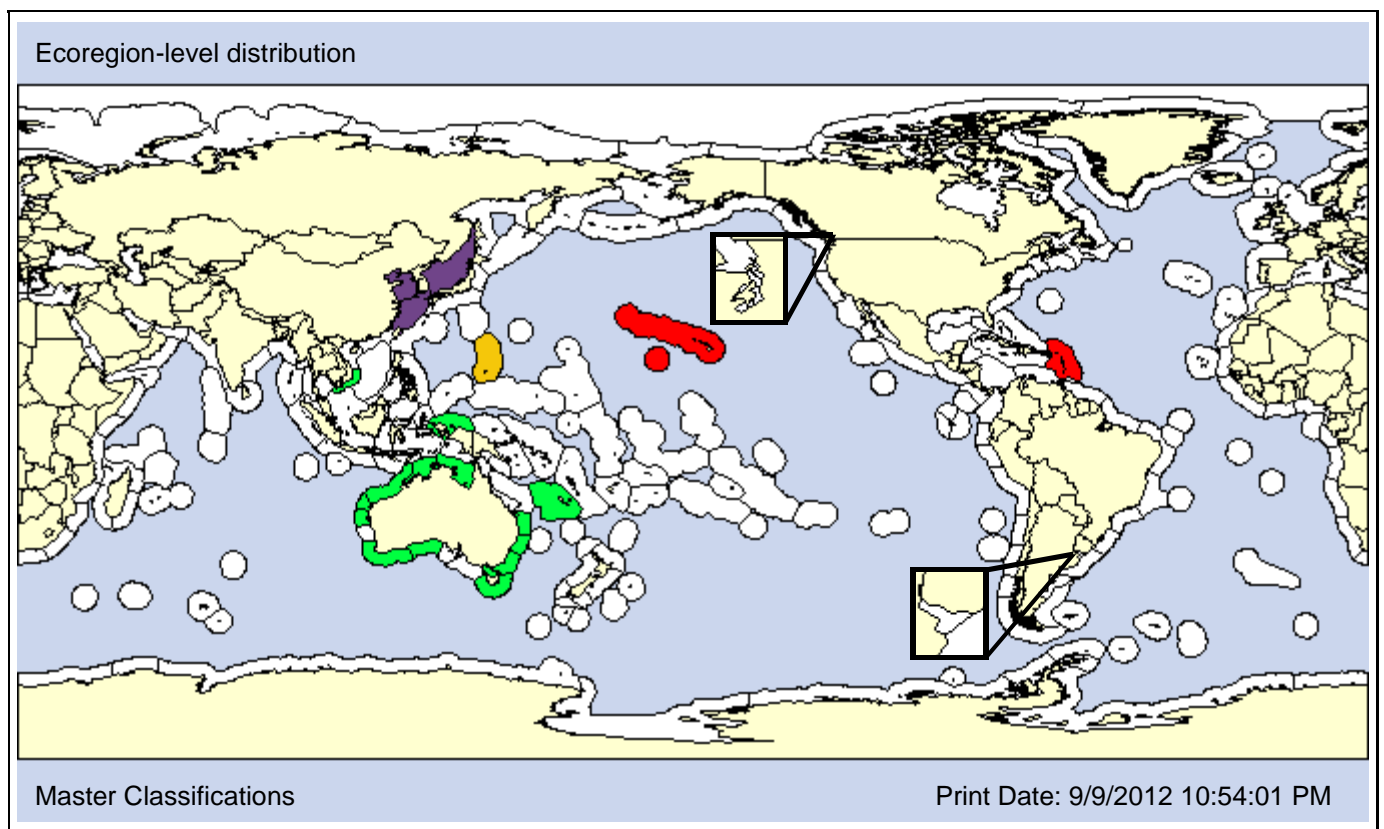 Ecoregion-level distribution
Master Classifications
Print Date: 9/9/2012 10:54:01 PM